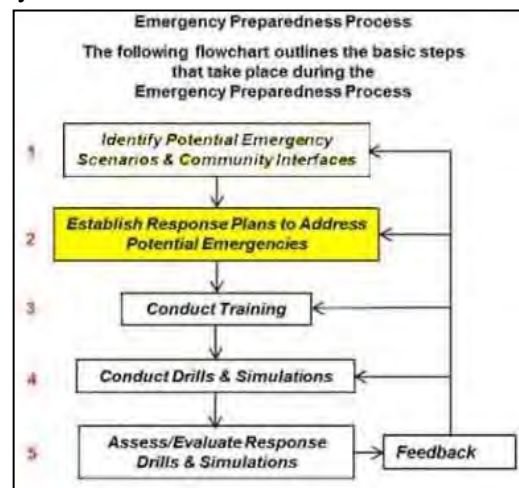 Emergency Preparedness Process
The following flowchart outlines the basic steps
that take place during the
Emergency Preparedness Process
1
Identify Potential Emergency
Scenarios & Community Interfaces
2
Establish Response Plans to Address
Potential Emergencies
3
Conduct Training
4
Conduct Drills & Simulations
5
Assess/Evaluate Response
Drills & Simulations
Feedback